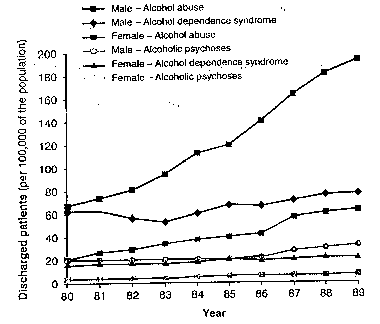 Male - Alcohol abuse
Male - Alcohol dependence syndrome
Female - Alcohol abuse
Male - Alcoholic psychoses
Female - Alcohol dependence syndrome
Female - Alcoholic psychoses
Discharged patients (per 100,000 of the population)
200
180
160
140
120
100
80
60
40
20
0
80 81 82 83 84 85 86 87 88 89
Year